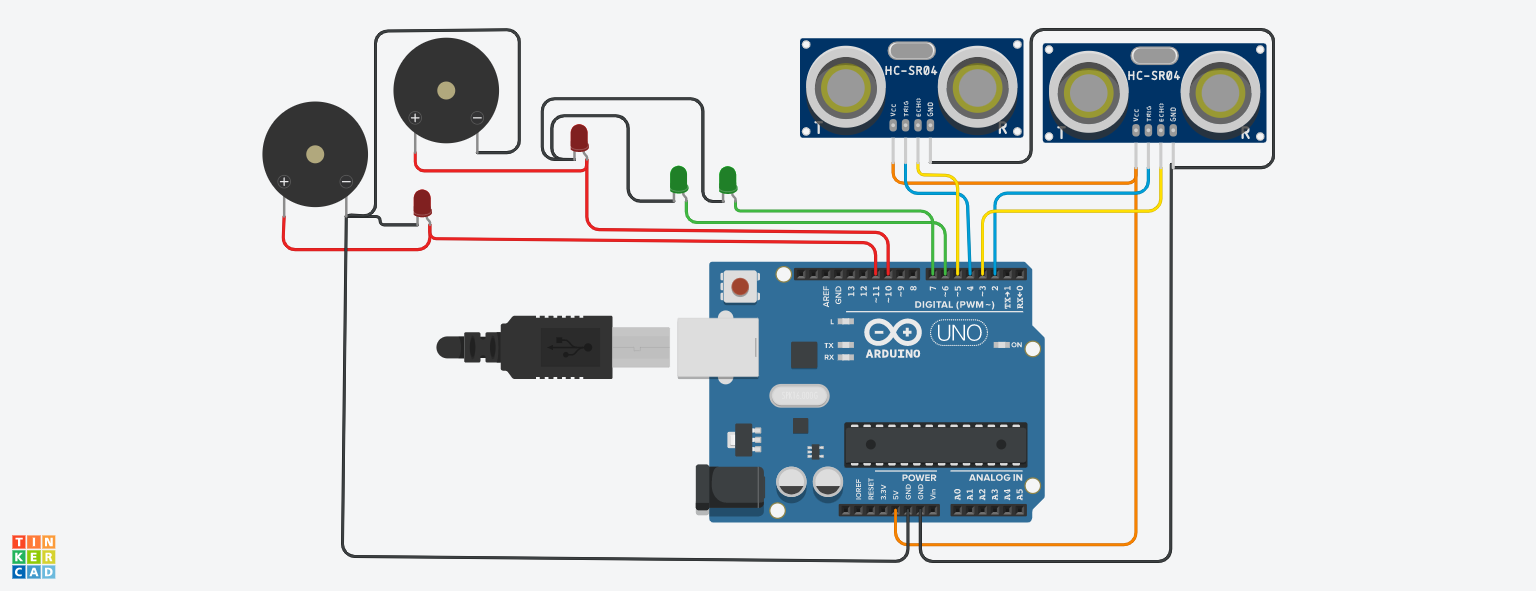 HC-SR04
VCC
TRIG
ECHO
GND
T
R
HC-SR04
VCC
TRIG
ECHO
GND
T
R
+
−
+
−
AREF
GND
13
12
~11
~10
~9
8
7
~6
~5
4
~3
2
TX→1
RX←0
DIGITAL (PWM~)
L
TX
RX
ARDUINO
UNO
ON
POWER
ANALOG IN
IOREF
RESET
3.3V
5V
GND
GND
Vin
A0
A1
A2
A3
A4
A5
TIN
KER
CAD